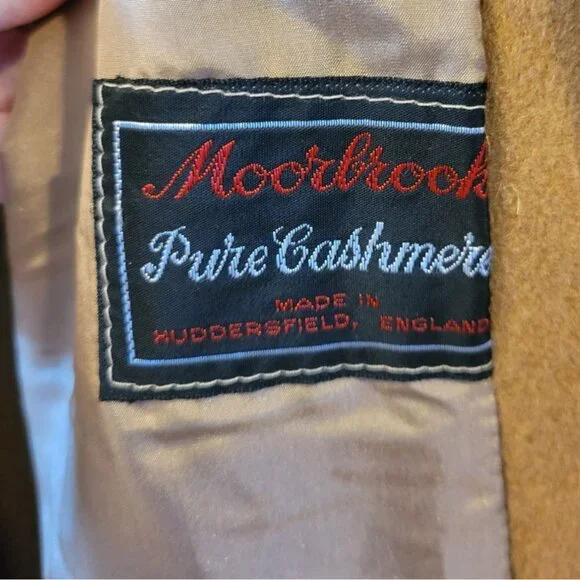 Moorbrook
Pure Cashmere
MADE IN
HUDDERSFIELD, ENGLAND